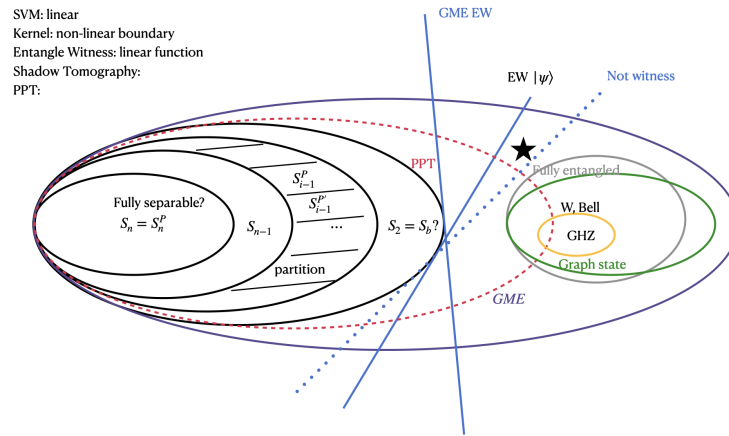 SVM: linear
Kernel: non-linear boundary
Entangle Witness: linear function
Shadow Tomography:
PPT:
GME EW
EW |ψ⟩
Not witness
PPT
Fully entangled
Fully separable?
Sₙ = Sₙᴾ
Sₙ₋₁
Sᵢ₋₁ᴾ
Sᵢ₋₁ᴾ′
...
S₂ = S_b?
partition
W, Bell
GHZ
Graph state
GME